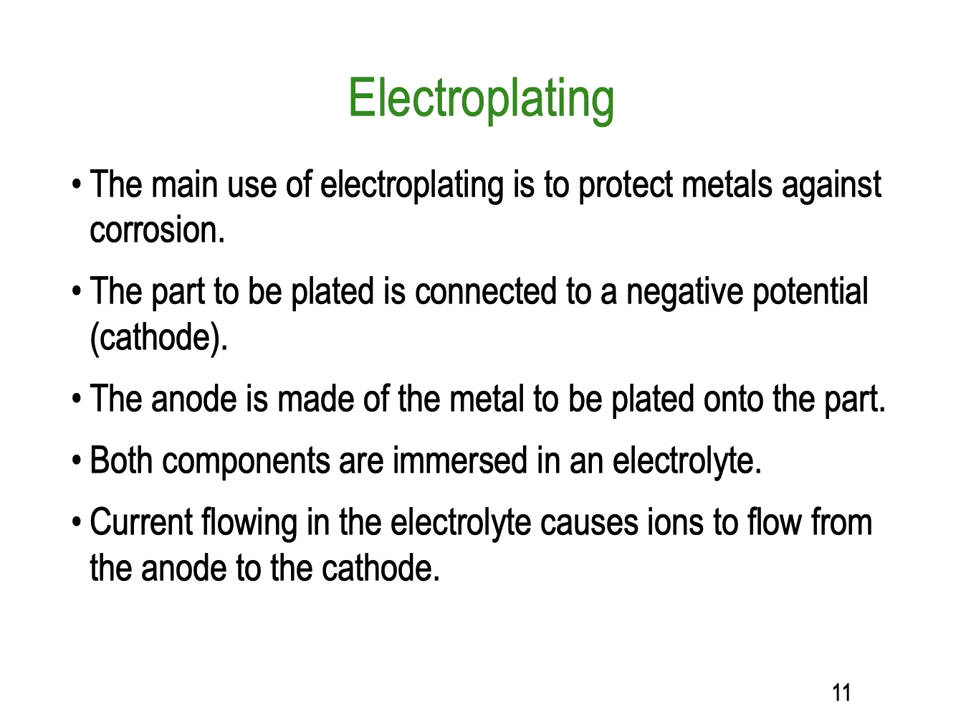 Electroplating
• The main use of electroplating is to protect metals against
corrosion.
• The part to be plated is connected to a negative potential
(cathode).
• The anode is made of the metal to be plated onto the part.
• Both components are immersed in an electrolyte.
• Current flowing in the electrolyte causes ions to flow from
the anode to the cathode.
11